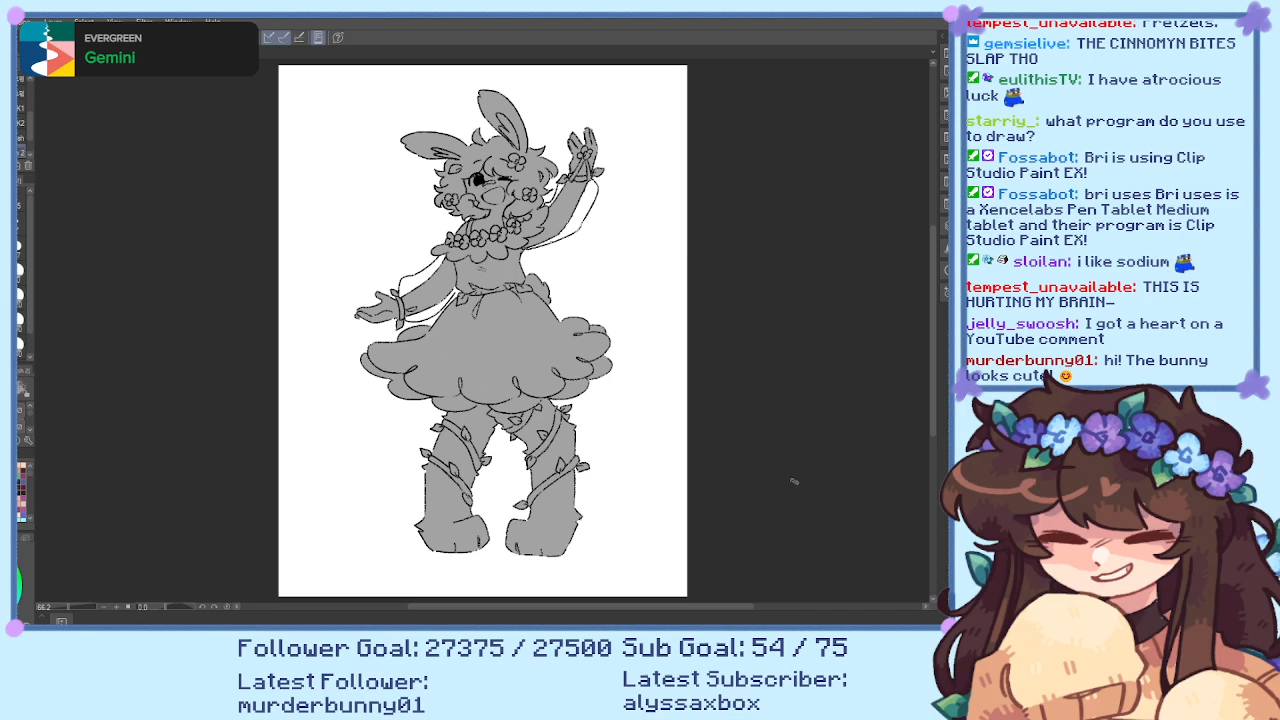 EVERGREEN
Gemini
tempest_unavailable: Pretzels.
gemsielive: THE CINNOMYN BITES
SLAP THO
eulithisTV: I have atrocious
luck
starriy_: what program do you use
to draw?
Fossabot: Bri is using Clip
Studio Paint EX!
Fossabot: bri uses Bri uses is
a Xencelabs Pen Tablet Medium
tablet and their program is Clip
Studio Paint EX!
sloilan: i like sodium
tempest_unavailable: THIS IS
HURTING MY BRAIN-
jelly_swoosh: I got a heart on a
YouTube comment
murderbunny01: hi! The bunny
looks cute!
66.2
0.0
Follower Goal: 27375 / 27500 Sub Goal: 54 / 75
Latest Follower:
murderbunny01
Latest Subscriber:
alyssaxbox